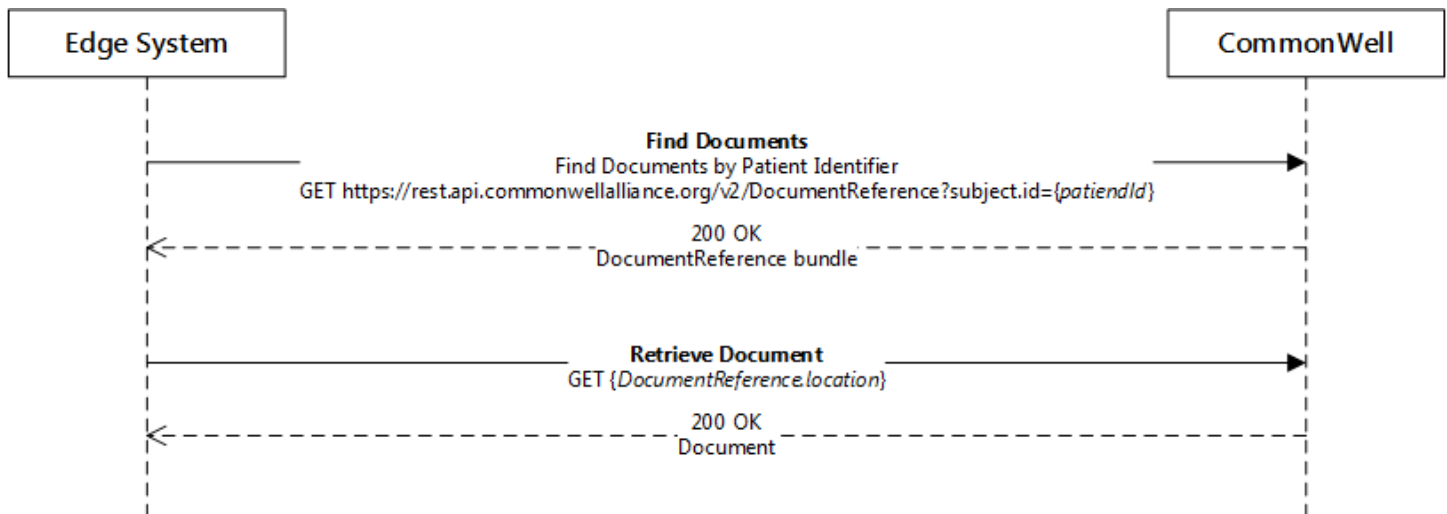 Edge System
CommonWell
Find Documents
Find Documents by Patient Identifier
GET https://rest.api.commonwellalliance.org/v2/DocumentReference?subject.id={patiendId}
200 OK
DocumentReference bundle
Retrieve Document
GET {DocumentReference.location}
200 OK
Document